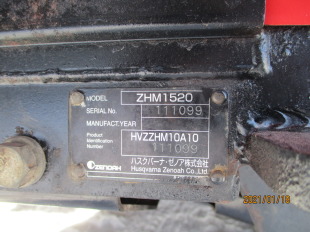 MODEL ZHM1520
SERIAL No. 111099
MANUFACT.YEAR
Product Identification Number HVZZHM10A10
111099
ZENOAH ハスクバーナ・ゼノア株式会社
Husqvarna Zenoah Co., Ltd.
2021/01/18